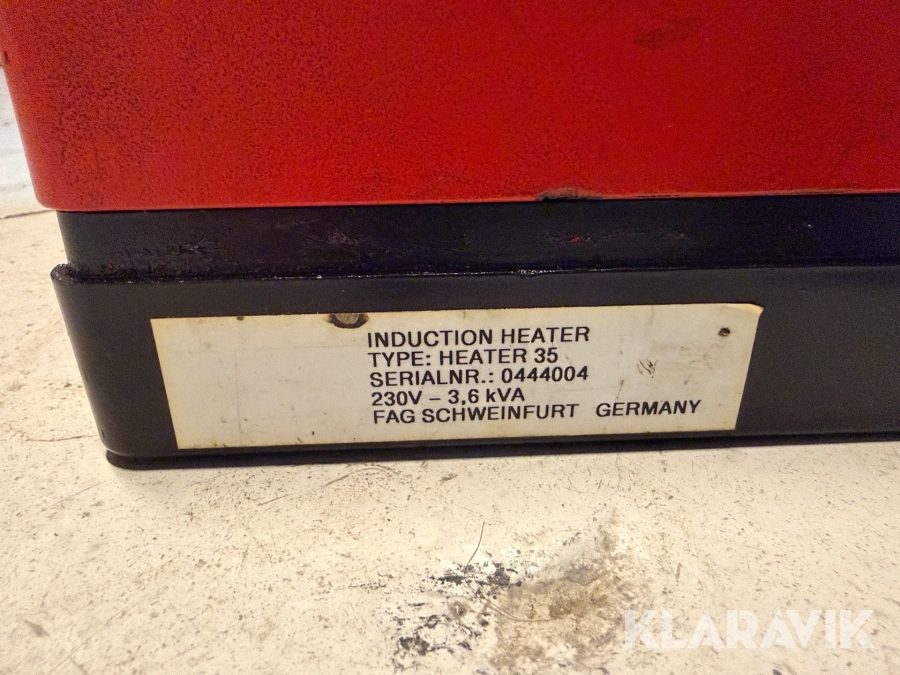 INDUCTION HEATER
TYPE: HEATER 35
SERIALNR.: 0444004
230V – 3,6 kVA
FAG SCHWEINFURT GERMANY
KLARAVIK